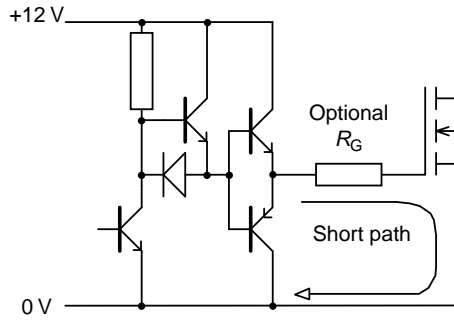 +12 V
Optional
RG
Short path
0 V